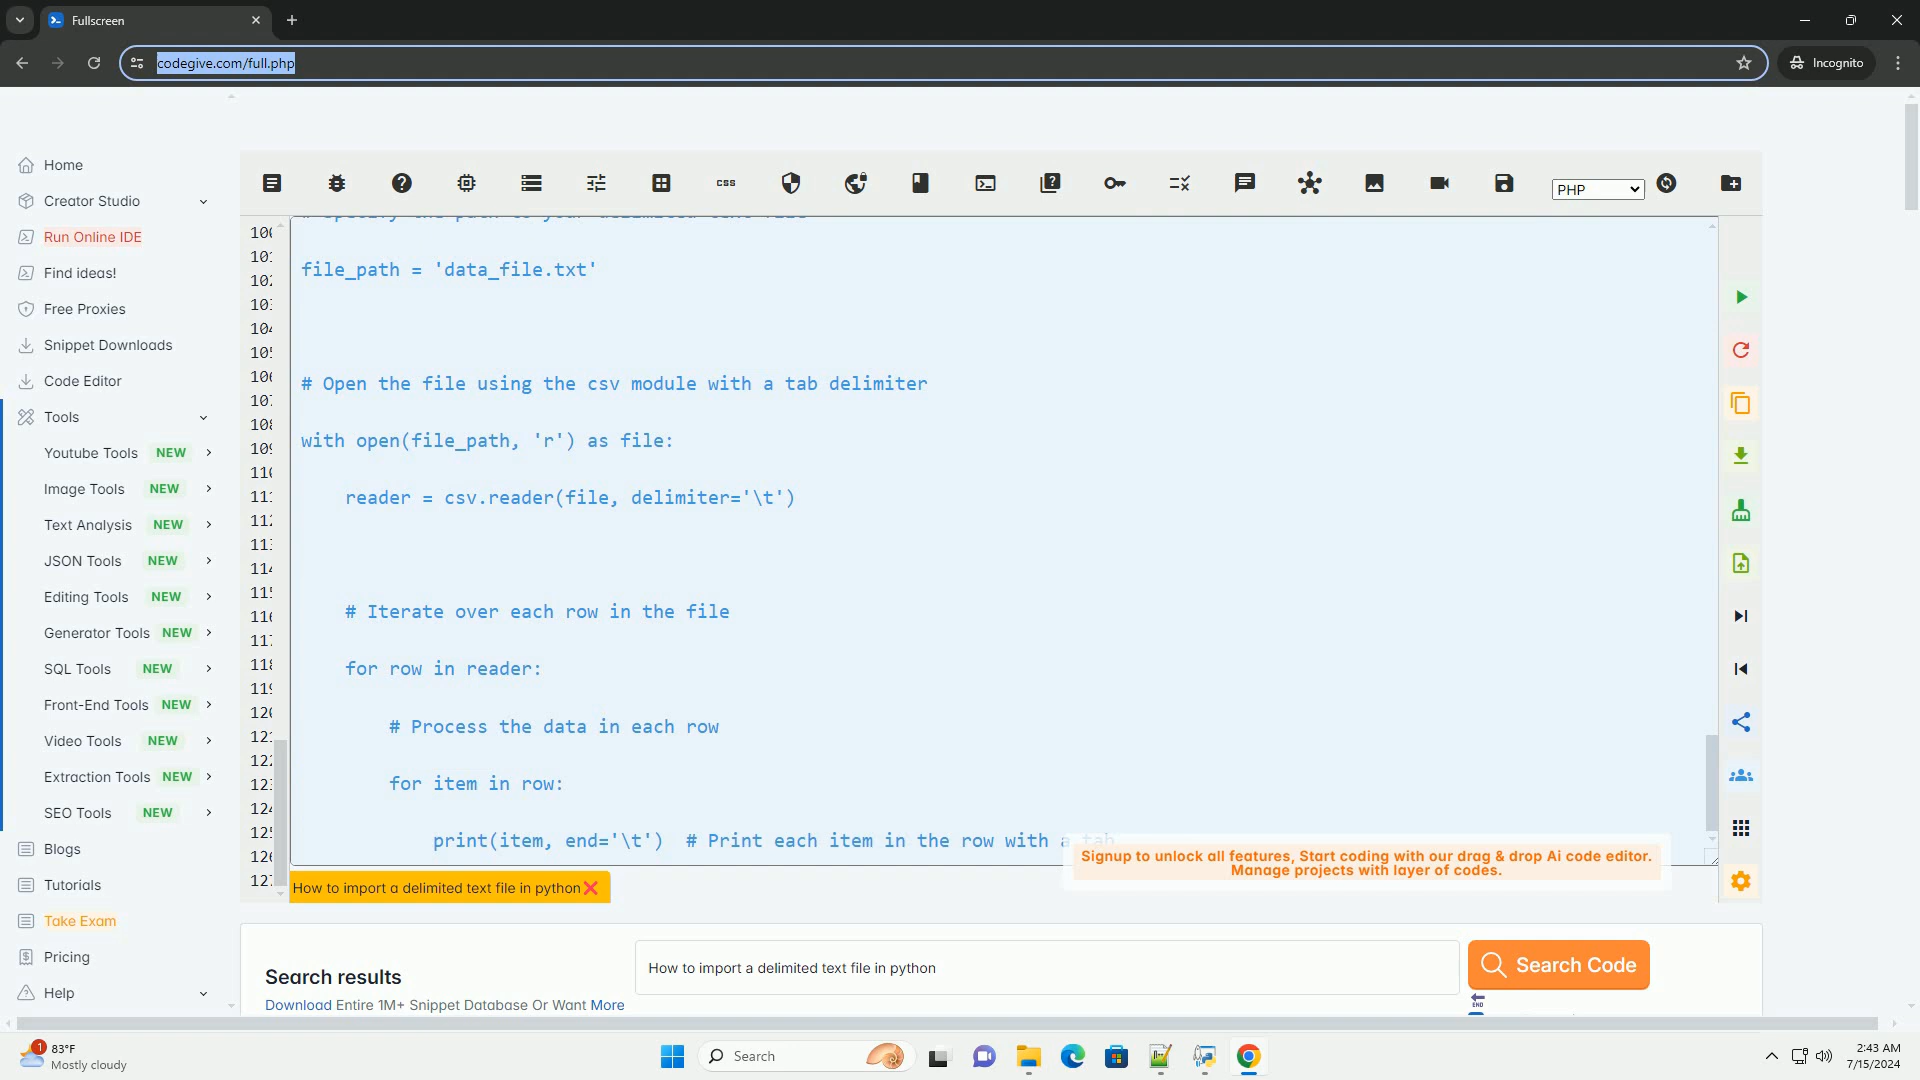 Fullscreen
codegive.com/full.php
Incognito
Home
Creator Studio
Run Online IDE
Find ideas!
Free Proxies
Snippet Downloads
Code Editor
Tools
Youtube Tools NEW
Image Tools NEW
Text Analysis NEW
JSON Tools NEW
Editing Tools NEW
Generator Tools NEW
SQL Tools NEW
Front-End Tools NEW
Video Tools NEW
Extraction Tools NEW
SEO Tools NEW
Blogs
Tutorials
Take Exam
Pricing
Help
css
PHP
file_path = 'data_file.txt'
# Open the file using the csv module with a tab delimiter
with open(file_path, 'r') as file:
reader = csv.reader(file, delimiter='\t')
# Iterate over each row in the file
for row in reader:
# Process the data in each row
for item in row:
print(item, end='\t') # Print each item in the row with a tab
Signup to unlock all features, Start coding with our drag & drop Ai code editor.
Manage projects with layer of codes.
How to import a delimited text file in python
Search results
Download Entire 1M+ Snippet Database Or Want More
How to import a delimited text file in python
Search Code
END
1
83°F
Mostly cloudy
Search
2:43 AM
7/15/2024